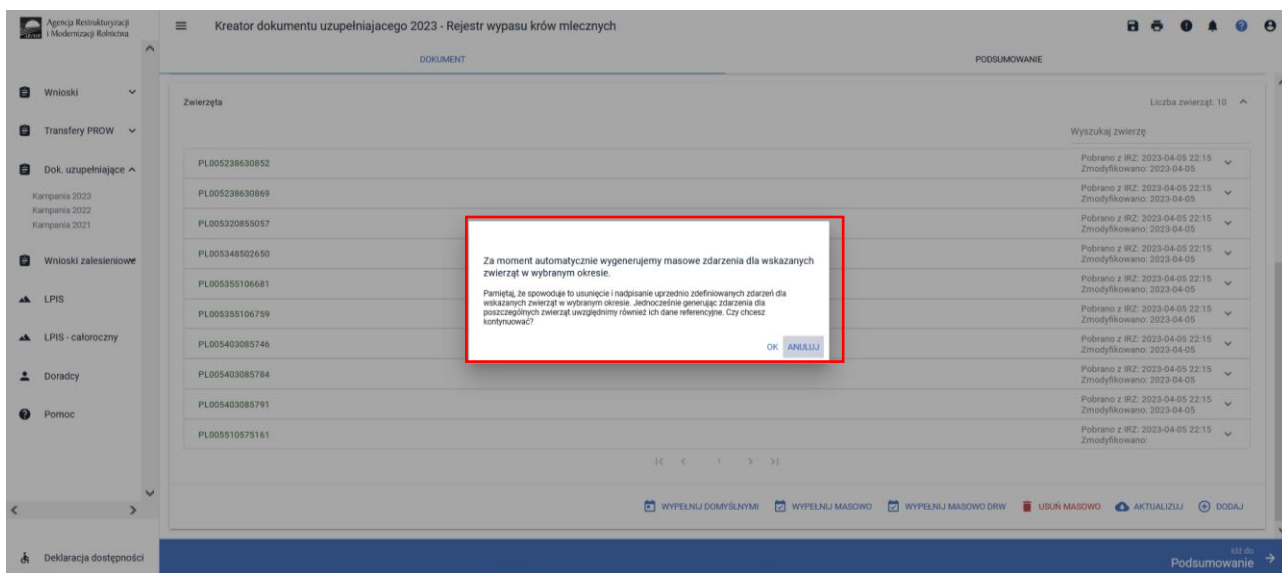 Agencja Restrukturyzacji
i Modernizacji Rolnictwa
Kreator dokumentu uzupełniajacego 2023 - Rejestr wypasu krów mlecznych
DOKUMENT
PODSUMOWANIE
Wnioski
Transfery PROW
Dok. uzupełniające
Kampania 2023
Kampania 2022
Kampania 2021
Wnioski zalesieniowe
LPIS
LPIS - całoroczny
Doradcy
Pomoc
Deklaracja dostępności
Zwierzęta
Liczba zwierząt: 10
Wyszukaj zwierzę
PL005238630852
Pobrano z IRZ: 2023-04-05 22:15
Zmodyfikowano: 2023-04-05
PL005238630869
Pobrano z IRZ: 2023-04-05 22:15
Zmodyfikowano: 2023-04-05
PL005320855057
Pobrano z IRZ: 2023-04-05 22:15
Zmodyfikowano: 2023-04-05
PL005348502650
Pobrano z IRZ: 2023-04-05 22:15
Zmodyfikowano: 2023-04-05
PL005355106681
Pobrano z IRZ: 2023-04-05 22:15
Zmodyfikowano: 2023-04-05
PL005355106759
Pobrano z IRZ: 2023-04-05 22:15
Zmodyfikowano: 2023-04-05
PL005403085746
Pobrano z IRZ: 2023-04-05 22:15
Zmodyfikowano: 2023-04-05
PL005403085784
Pobrano z IRZ: 2023-04-05 22:15
Zmodyfikowano: 2023-04-05
PL005403085791
Pobrano z IRZ: 2023-04-05 22:15
Zmodyfikowano: 2023-04-05
PL005510575161
Pobrano z IRZ: 2023-04-05 22:15
Zmodyfikowano:
Za moment automatycznie wygenerujemy masowe zdarzenia dla wskazanych
zwierząt w wybranym okresie.
Pamiętaj, że spowoduje to usunięcie i nadpisanie uprzednio zdefiniowanych zdarzeń dla
wskazanych zwierząt w wybranym okresie. Jednocześnie generując zdarzenia dla
poszczególnych zwierząt uwzględnimy również ich dane referencyjne. Czy chcesz
kontynuować?
OK ANULUJ
1
WYPEŁNIJ DOMYŚLNYMI WYPEŁNIJ MASOWO WYPEŁNIJ MASOWO DRW USUŃ MASOWO AKTUALIZUJ DODAJ
Idź do
Podsumowanie